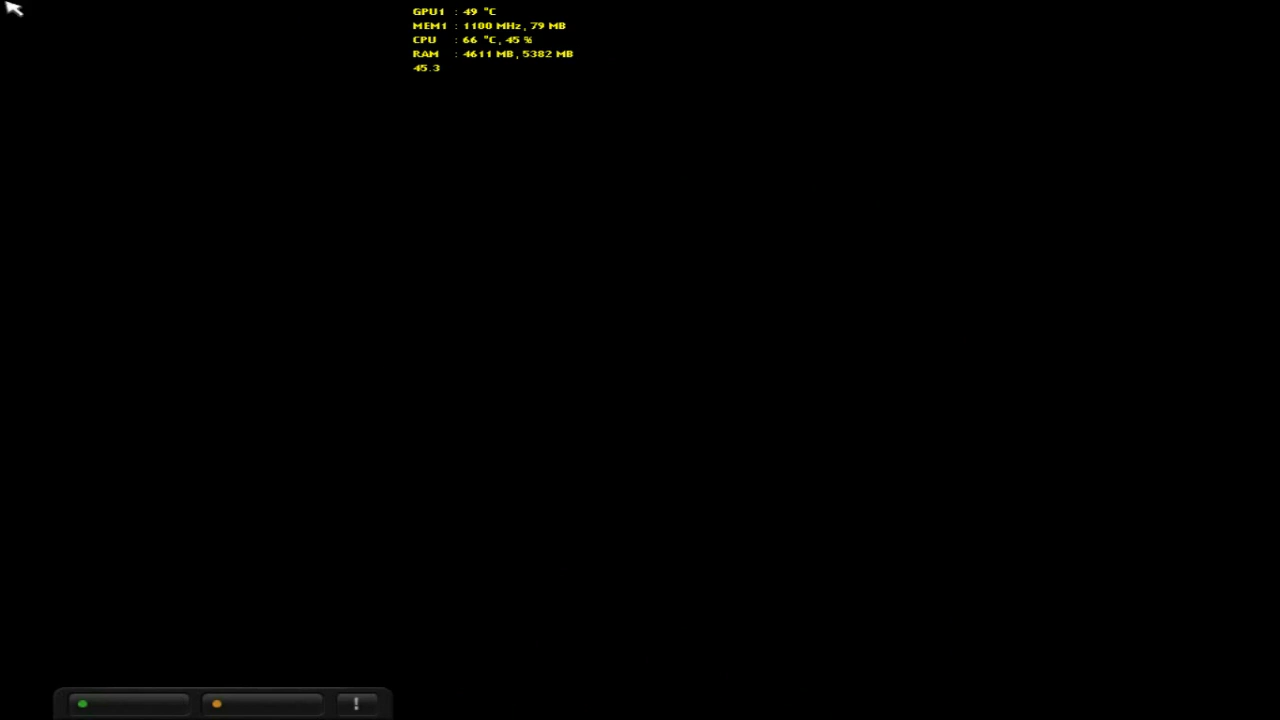 GPU1 : 49 °C
MEM1 : 1100 MHz, 79 MB
CPU : 66 °C, 45 %
RAM : 4611 MB, 5382 MB
45.3
!